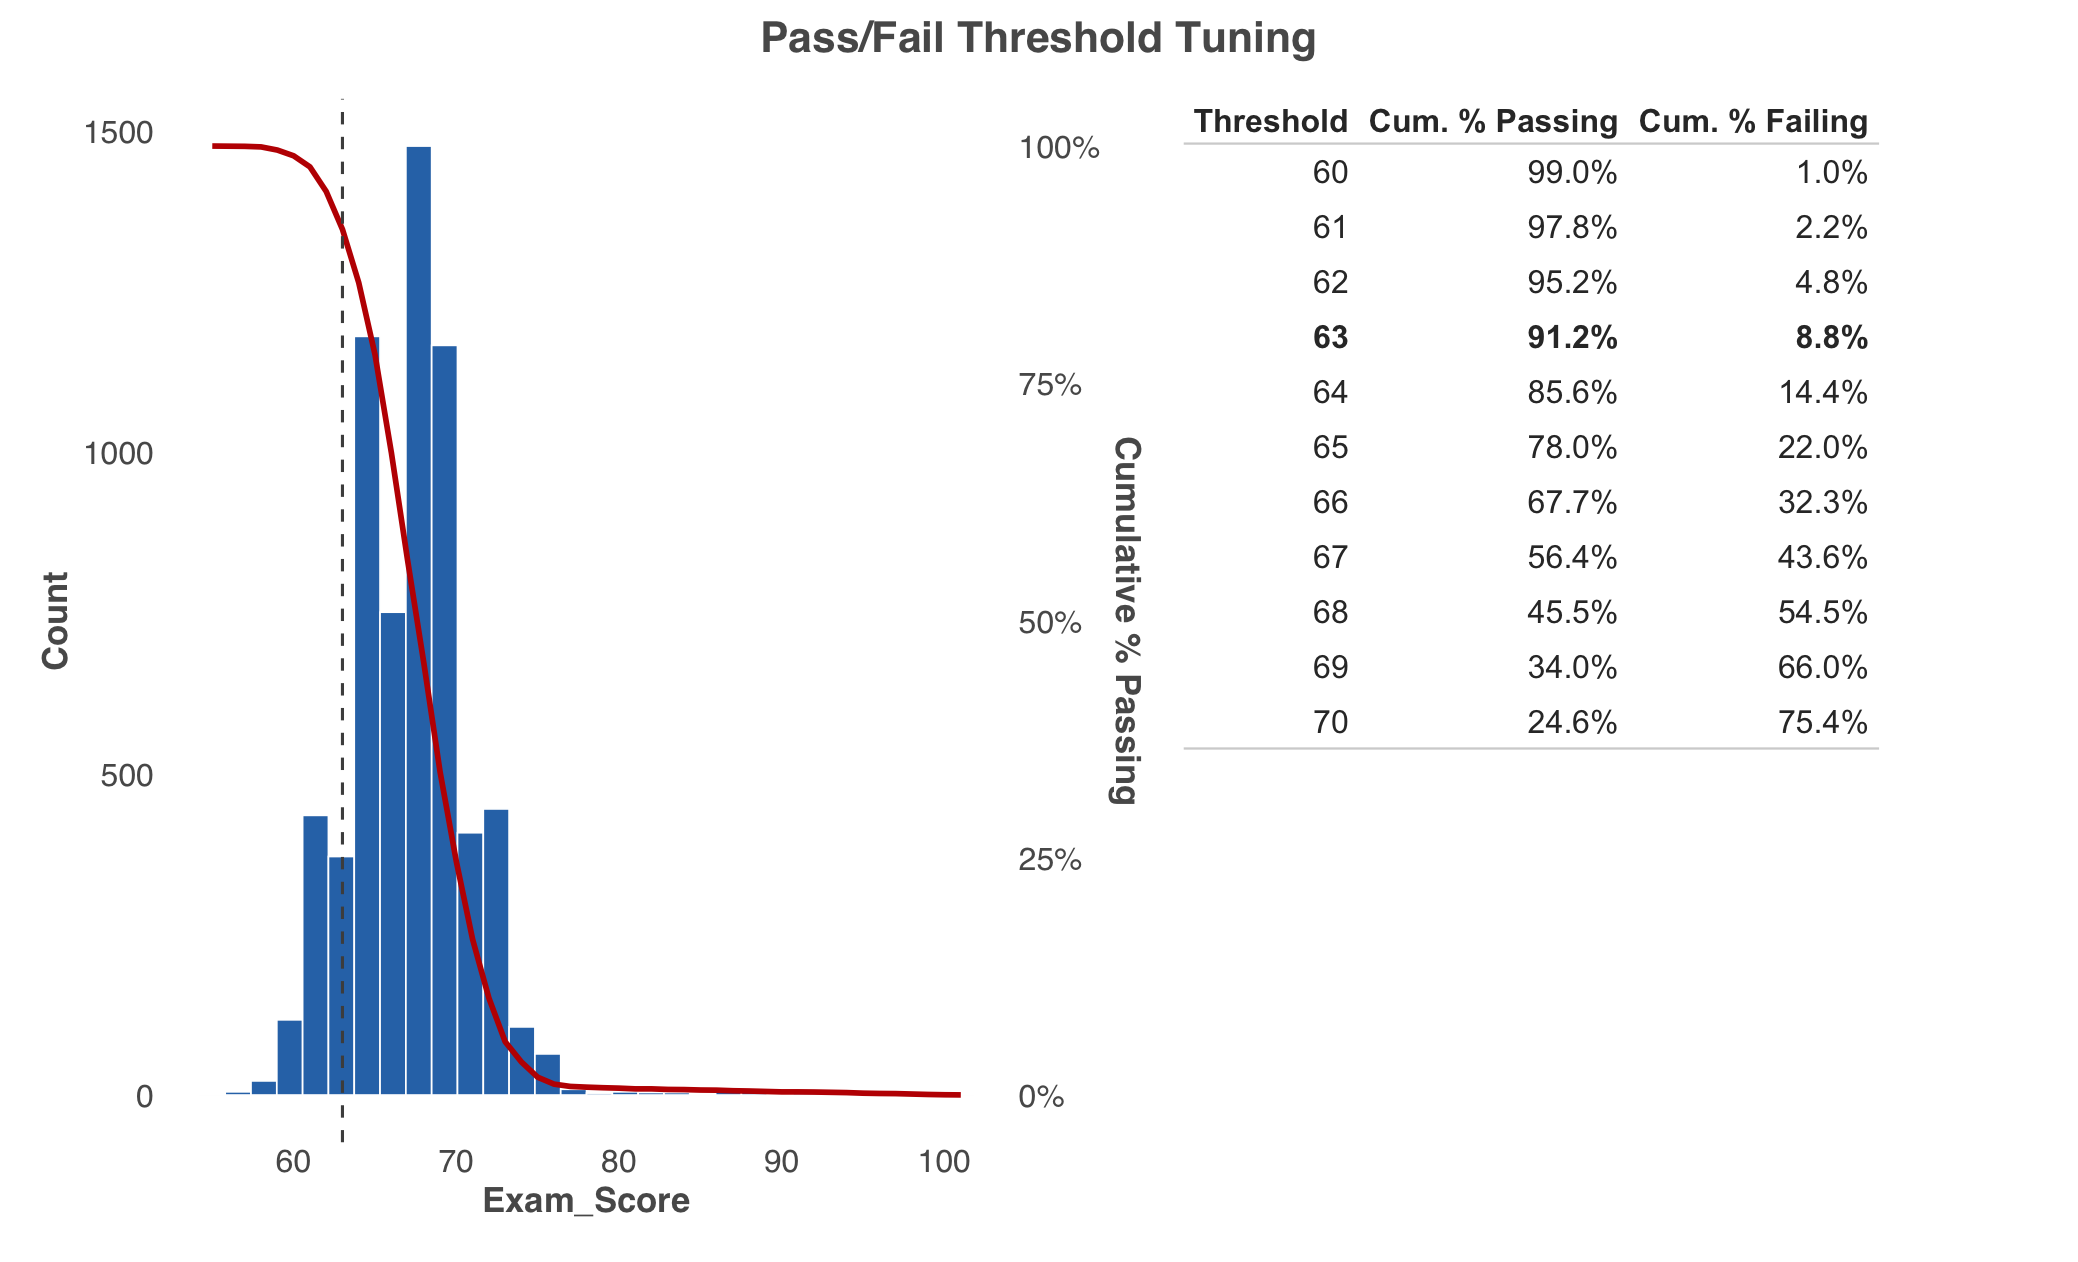 Pass/Fail Threshold Tuning
1500
1000
500
0
Count
60 70 80 90 100
Exam_Score
100%
75%
50%
25%
0%
Cumulative % Passing
Threshold Cum. % Passing Cum. % Failing
60 99.0% 1.0%
61 97.8% 2.2%
62 95.2% 4.8%
63 91.2% 8.8%
64 85.6% 14.4%
65 78.0% 22.0%
66 67.7% 32.3%
67 56.4% 43.6%
68 45.5% 54.5%
69 34.0% 66.0%
70 24.6% 75.4%